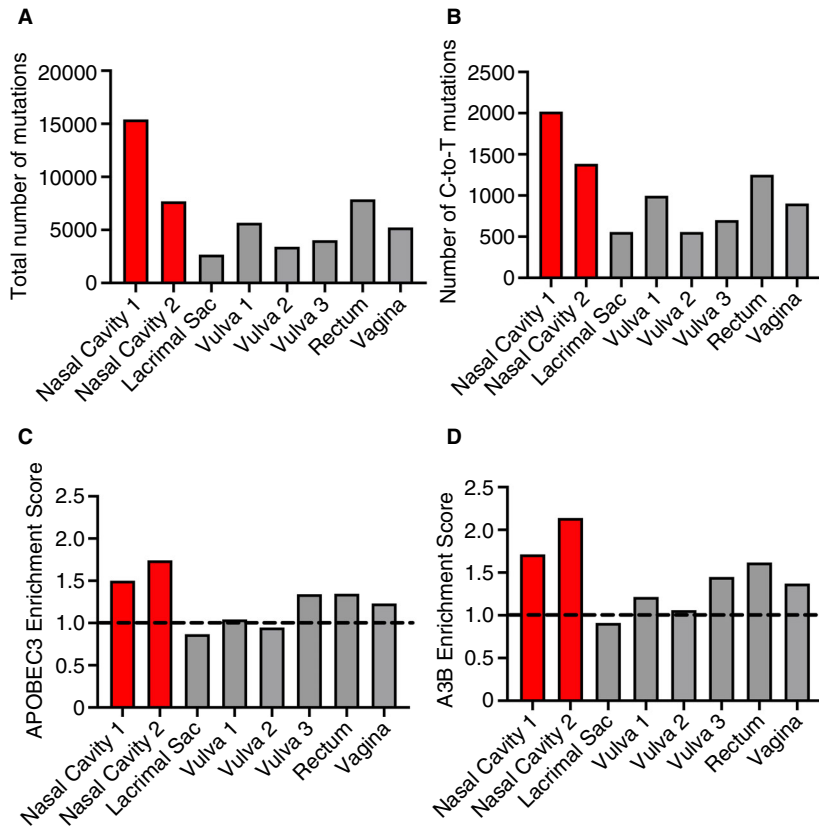 A
Total number of mutations
20000
15000
10000
5000
0
Nasal Cavity 1
Nasal Cavity 2
Lacrimal Sac
Vulva 1
Vulva 2
Vulva 3
Rectum
Vagina
B
Number of C-to-T mutations
2500
2000
1500
1000
500
0
Nasal Cavity 1
Nasal Cavity 2
Lacrimal Sac
Vulva 1
Vulva 2
Vulva 3
Rectum
Vagina
C
APOBEC3 Enrichment Score
2.5
2.0
1.5
1.0
0.5
0
Nasal Cavity 1
Nasal Cavity 2
Lacrimal Sac
Vulva 1
Vulva 2
Vulva 3
Rectum
Vagina
D
A3B Enrichment Score
2.5
2.0
1.5
1.0
0.5
0
Nasal Cavity 1
Nasal Cavity 2
Lacrimal Sac
Vulva 1
Vulva 2
Vulva 3
Rectum
Vagina